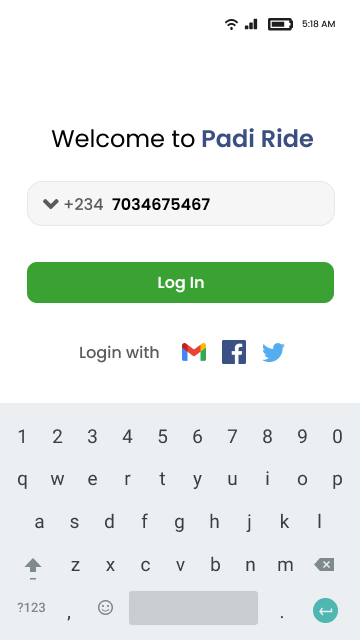 5:18 AM
Welcome to Padi Ride
+234 7034675467
Log In
Login with
1 2 3 4 5 6 7 8 9 0
q w e r t y u i o p
a s d f g h j k l
z x c v b n m
?123 , .